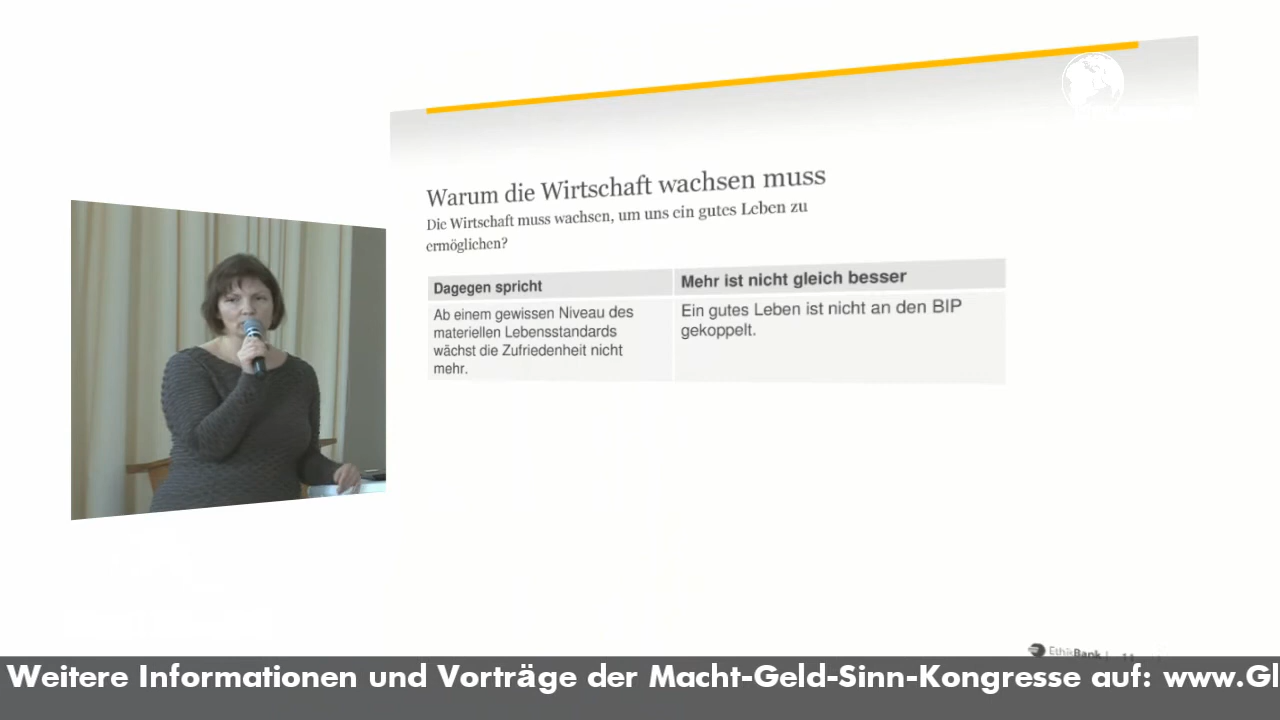 Warum die Wirtschaft wachsen muss
Die Wirtschaft muss wachsen, um uns ein gutes Leben zu
ermöglichen?
Dagegen spricht
Mehr ist nicht gleich besser
Ab einem gewissen Niveau des
materiellen Lebensstandards
wächst die Zufriedenheit nicht
mehr.
Ein gutes Leben ist nicht an den BIP
gekoppelt.
EthikBank |
Weitere Informationen und Vorträge der Macht-Geld-Sinn-Kongresse auf: www.Gl